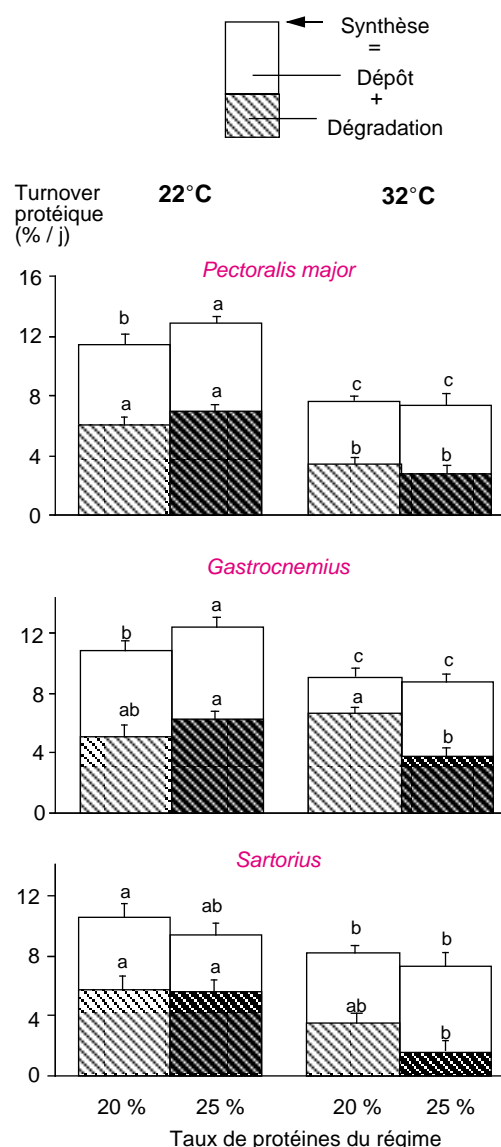 Synthèse
=
Dépôt
+
Dégradation
Turnover
protéique
(% / j)
22°C
32°C
Pectoralis major
16
12
8
4
0
b
a
a
a
c
c
b
b
Gastrocnemius
12
8
4
0
b
a
ab
a
c
c
a
b
Sartorius
12
8
4
0
a
ab
a
a
b
b
ab
b
20 % 25 % 20 % 25 %
Taux de protéines du régime